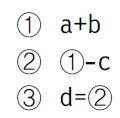 ① a+b
② ①-c
③ d=②